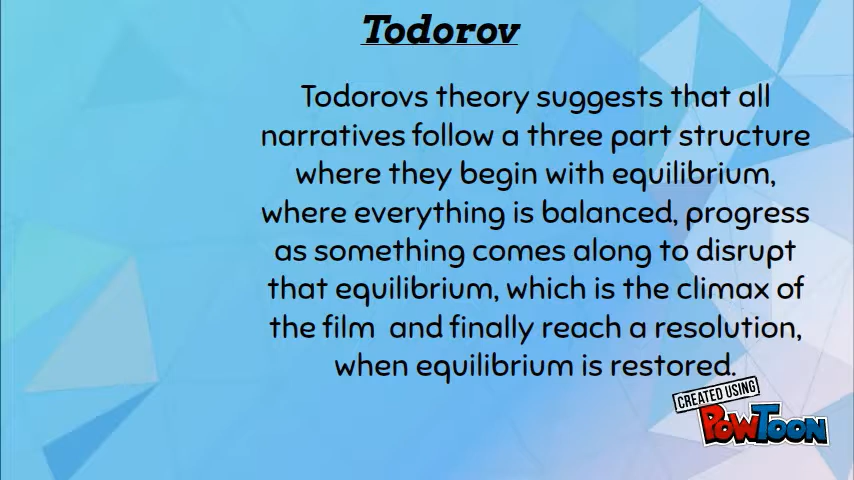 Todorov
Todorovs theory suggests that all
narratives follow a three part structure
where they begin with equilibrium,
where everything is balanced, progress
as something comes along to disrupt
that equilibrium, which is the climax of
the film  and finally reach a resolution,
when equilibrium is restored.
CREATED USING
POWTOON